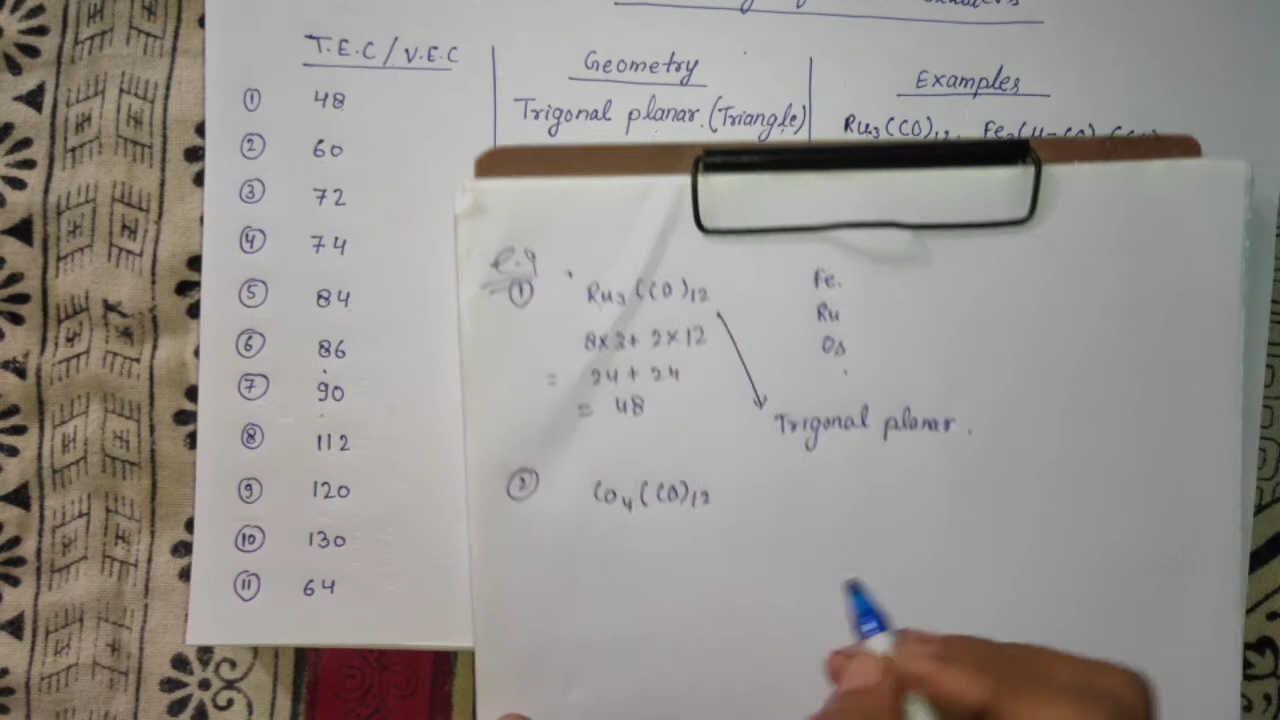 T.E.C / V.E.C
Geometry
Examples
① 48
Trigonal planar. (Triangle)
Ru₃(CO)₁₂,
② 60
③ 72
④ 74
⑤ 84
⑥ 86
⑦ 90
⑧ 112
⑨ 120
⑩ 130
⑪ 64
e.g
① Ru₃(CO)₁₂
8×3+ 2×12
= 24 + 24
= 48
Fe.
Ru
Os
Trigonal planar.
② Co₄(CO)₁₂